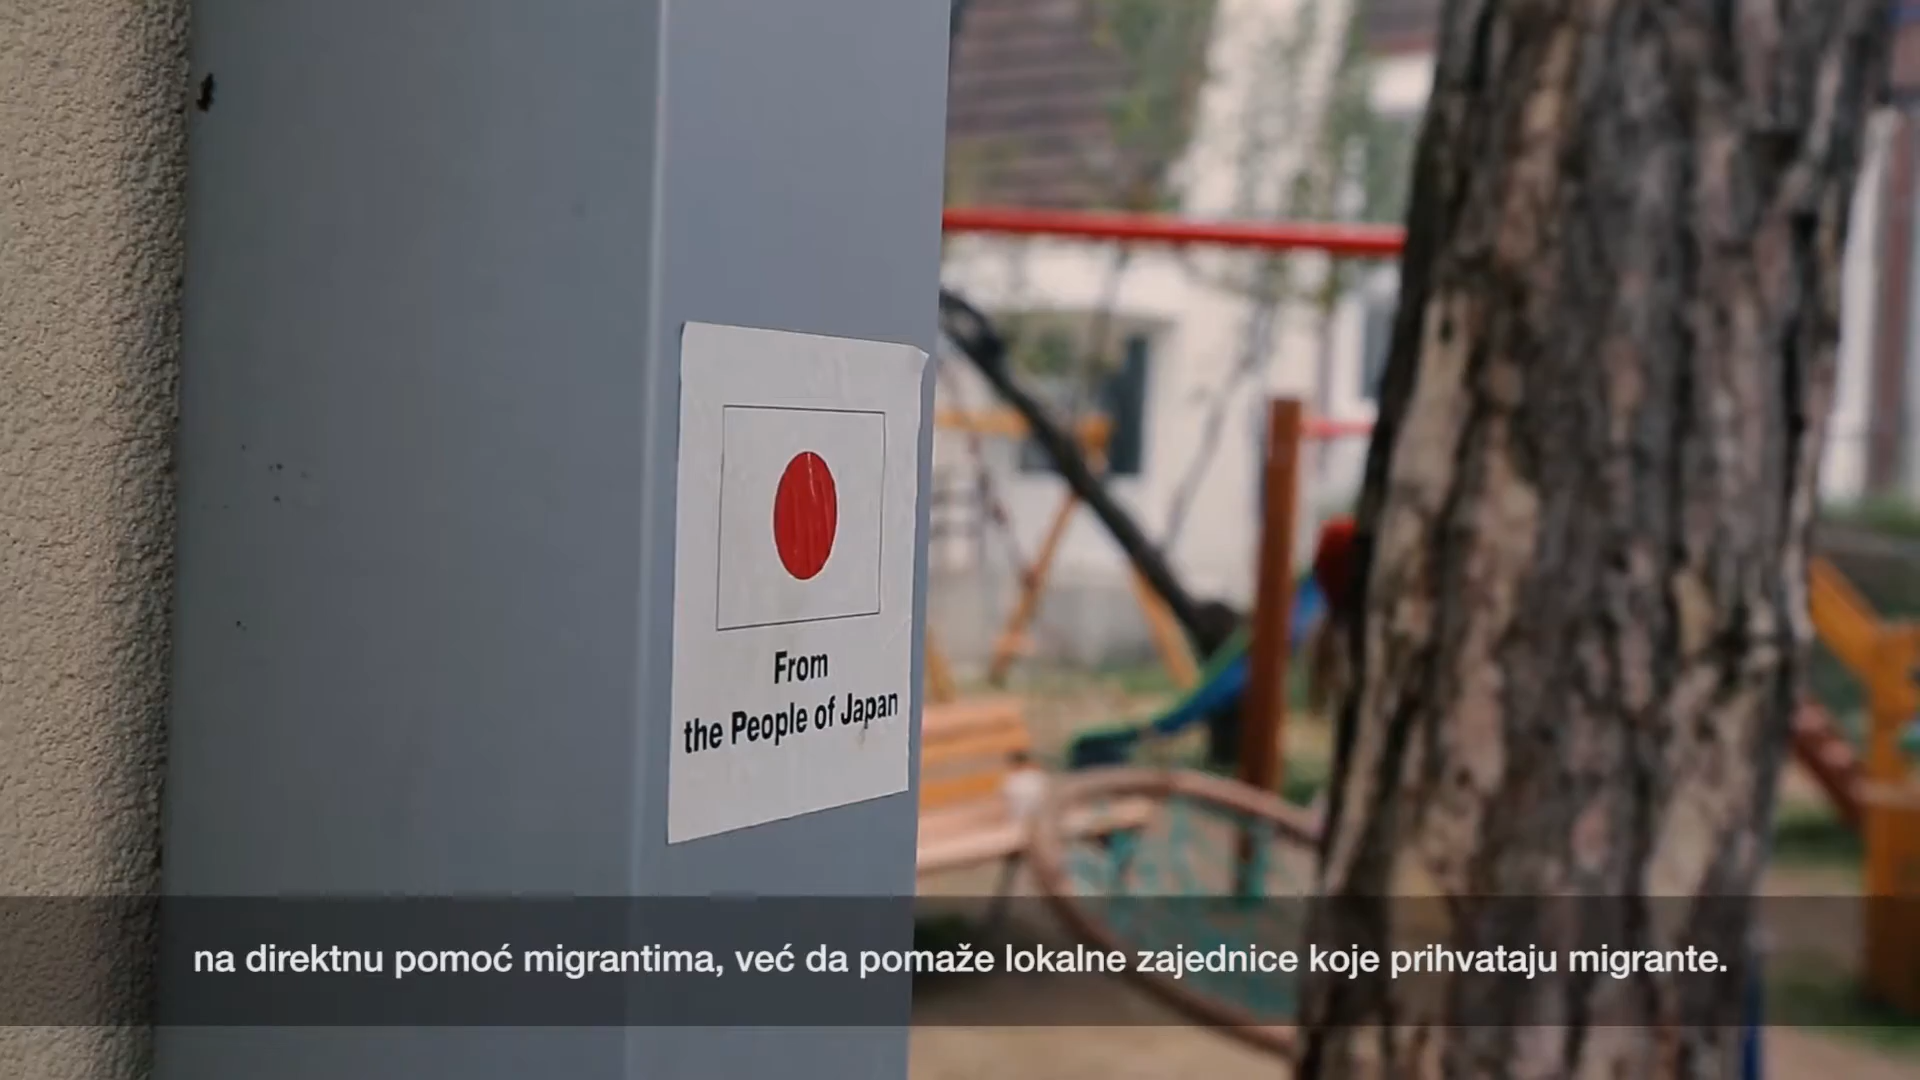 From
the People of Japan
na direktnu pomoć migrantima, već da pomaže lokalne zajednice koje prihvataju migrante.